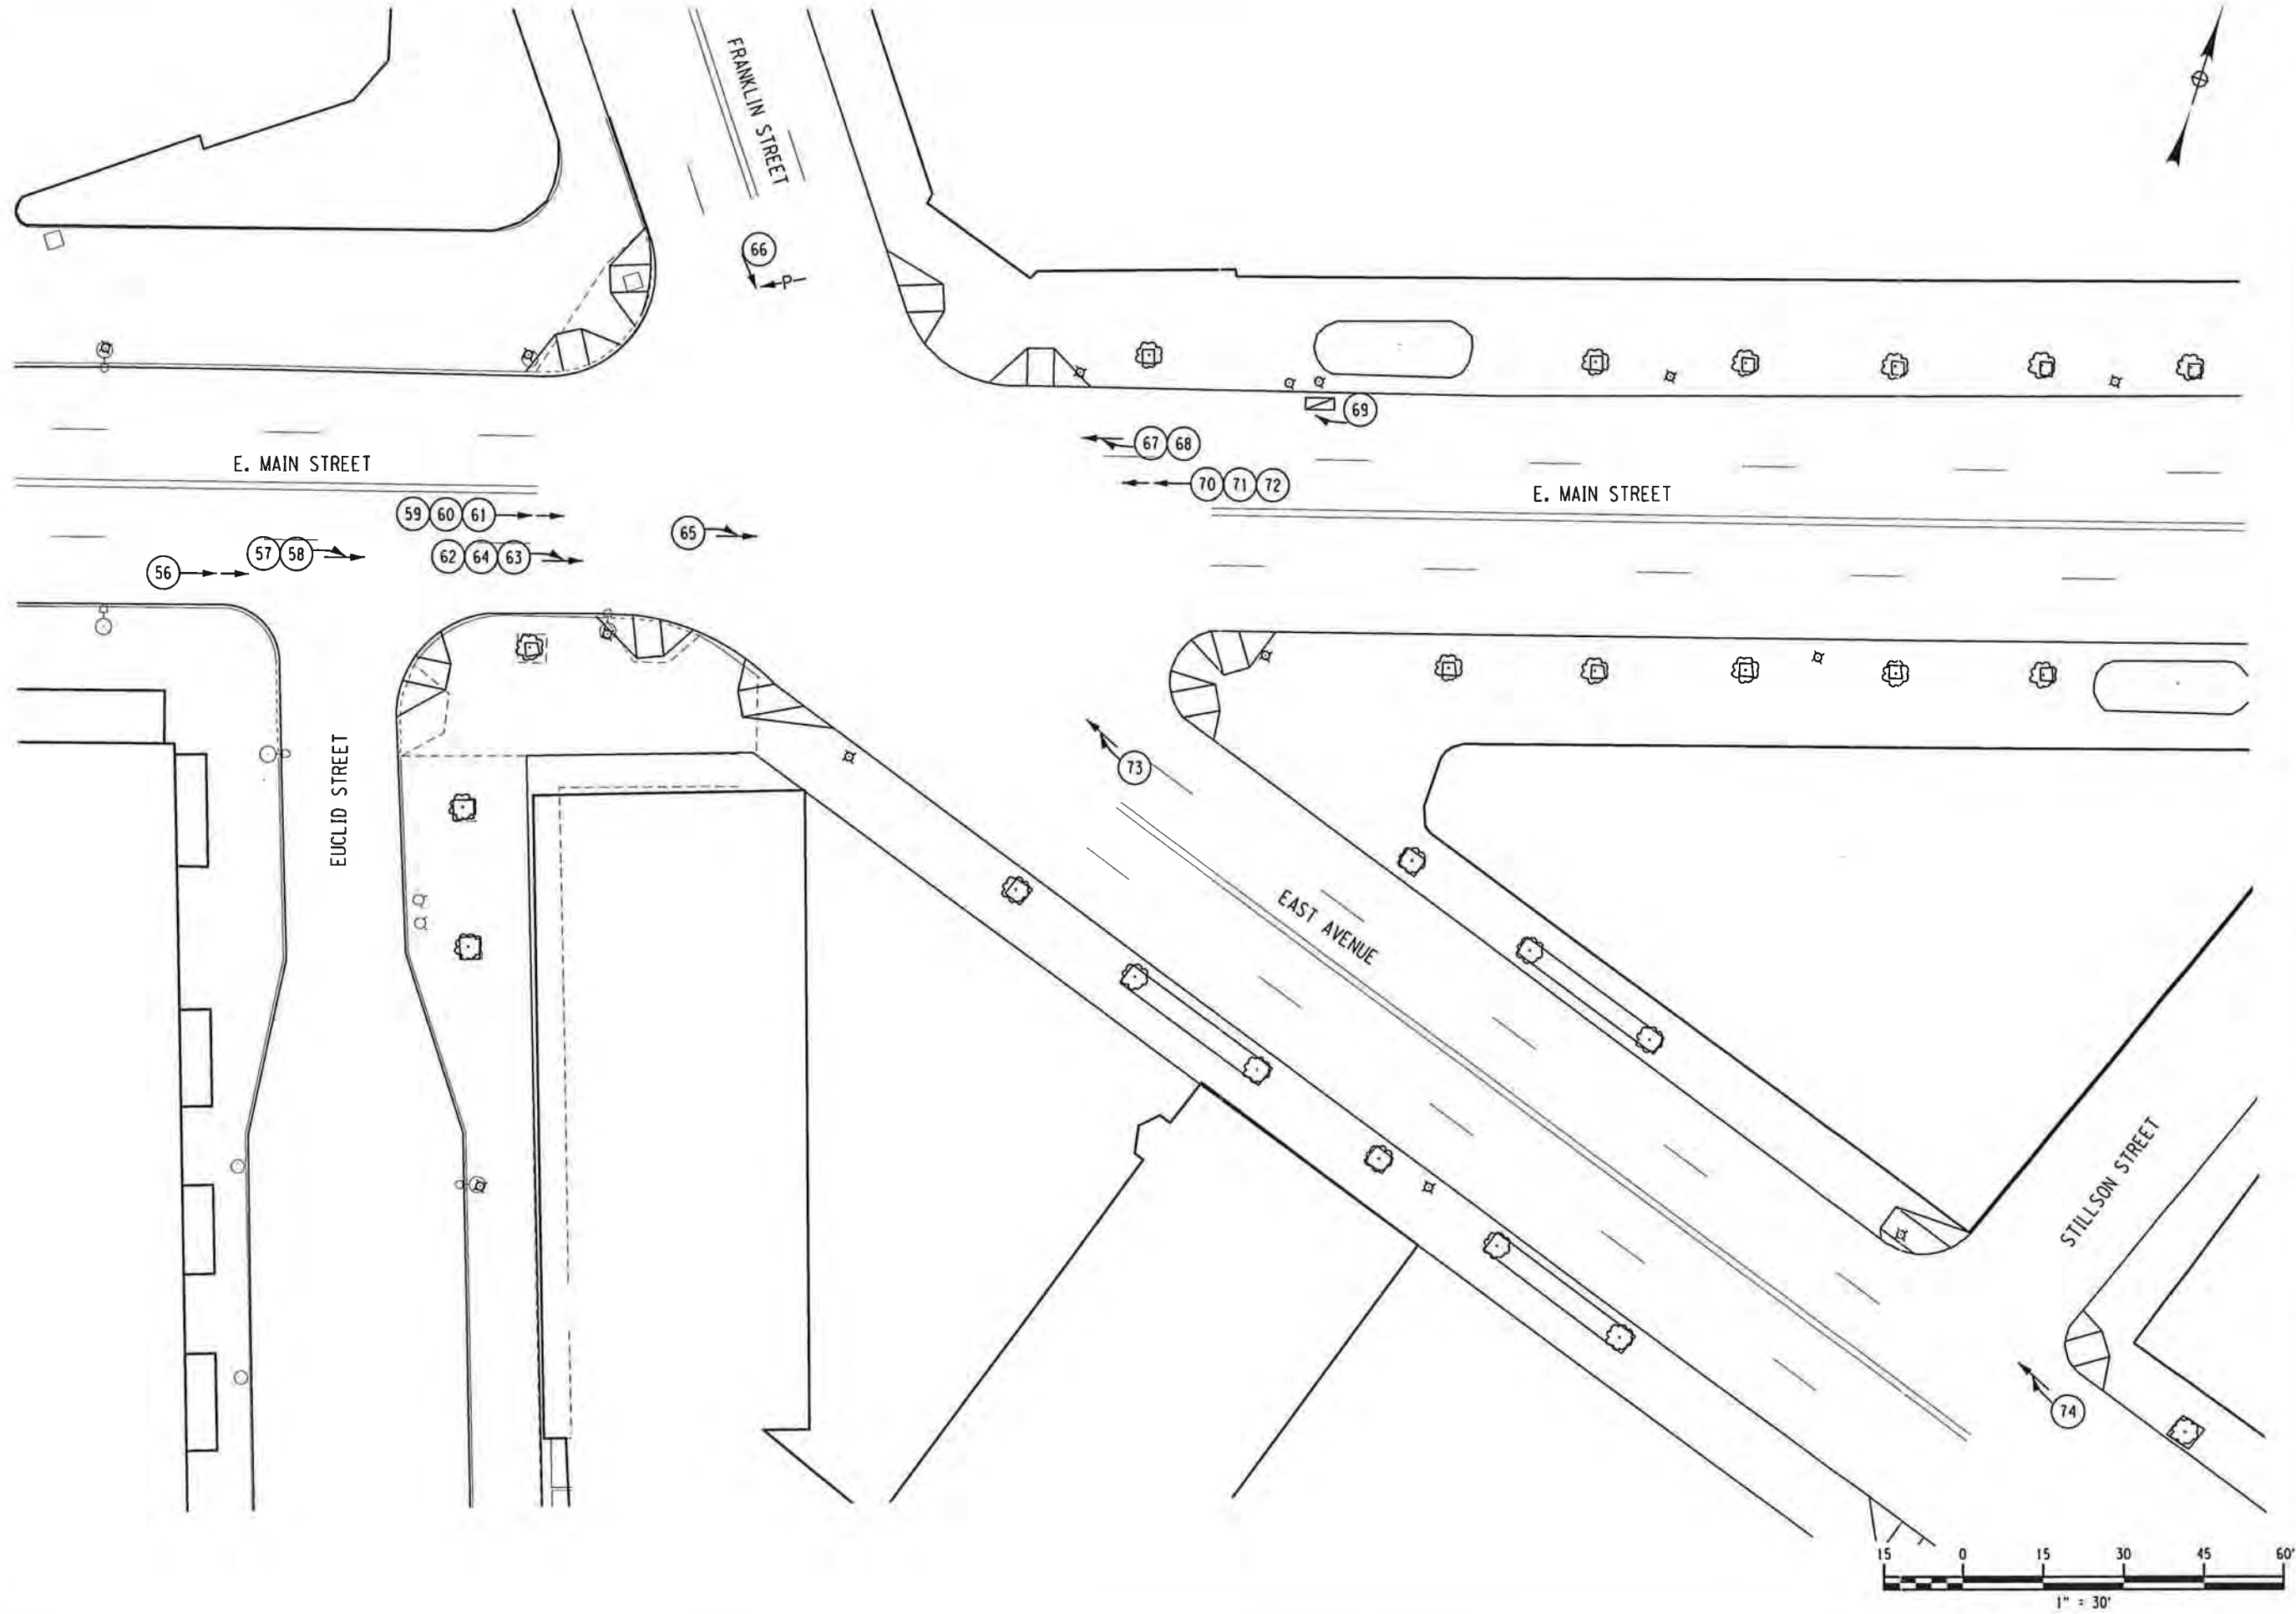 FRANKLIN STREET
66
P
69
67 68
E. MAIN STREET
70 71 72
E. MAIN STREET
59 60 61
65
57 58
62 64 63
56
73
EUCLID STREET
EAST AVENUE
STILLSON STREET
74
15 0 15 30 45 60'
1" = 30'